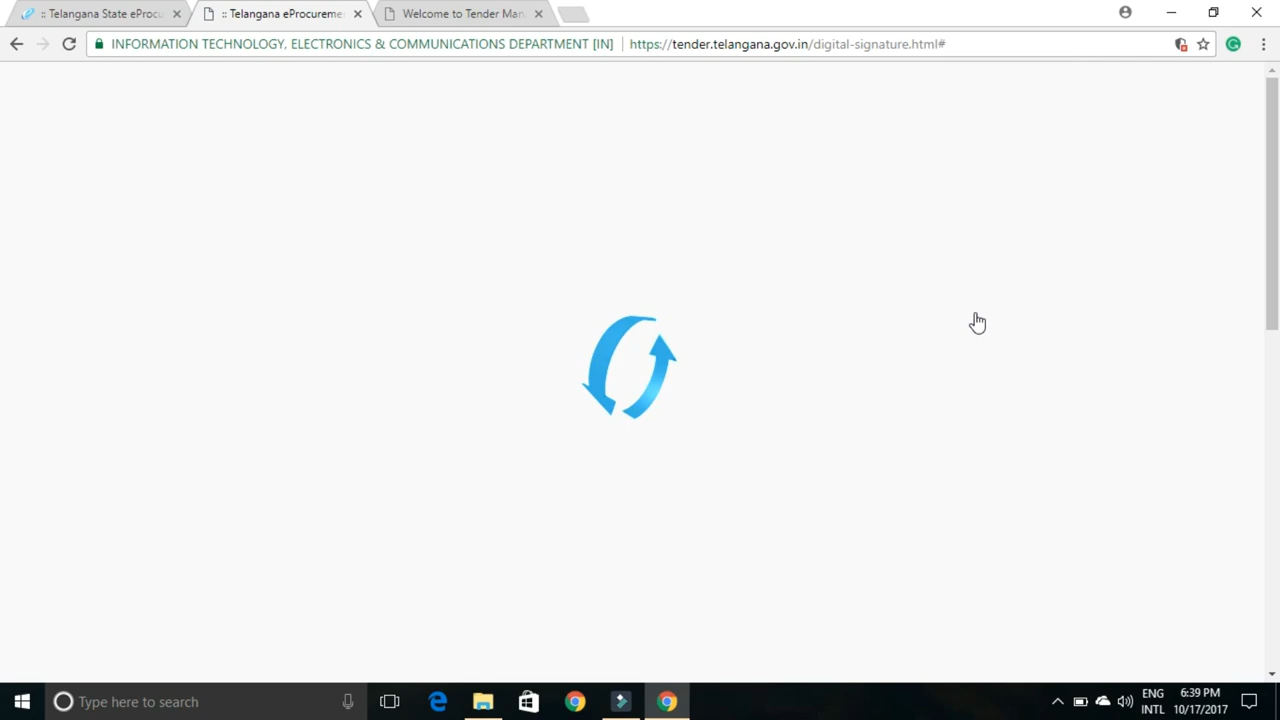 :: Telangana State eProcu
:: Telangana eProcureme
Welcome to Tender Man
INFORMATION TECHNOLOGY, ELECTRONICS & COMMUNICATIONS DEPARTMENT [IN]
https://tender.telangana.gov.in/digital-signature.html#
Type here to search
ENG
INTL
6:39 PM
10/17/2017